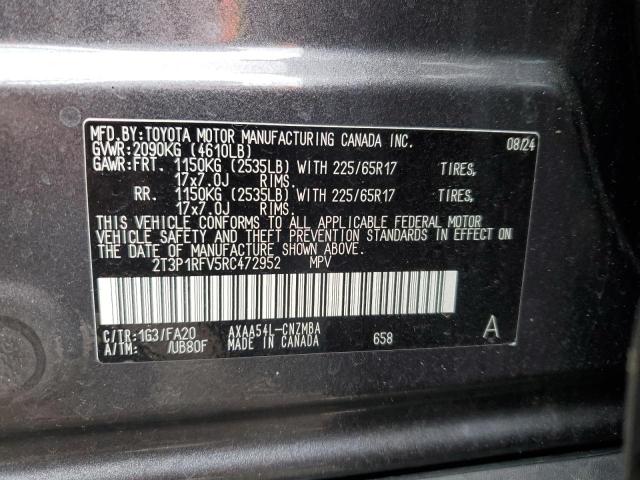 MFD.BY:TOYOTA MOTOR MANUFACTURING CANADA INC. 08/24
GVWR:2090KG (4610LB)
GAWR:FRT. 1150KG (2535LB) WITH 225/65R17 TIRES,
17x7.0J RIMS.
RR. 1150KG (2535LB) WITH 225/65R17 TIRES,
17x7.0J RIMS.
THIS VEHICLE CONFORMS TO ALL APPLICABLE FEDERAL MOTOR
VEHICLE SAFETY AND THEFT PREVENTION STANDARDS IN EFFECT ON
THE DATE OF MANUFACTURE SHOWN ABOVE.
2T3P1RFV5RC472952 MPV
C/TR:1G3/FA20 AXAA54L-CNZMBA 658 A
A/TM: /UB80F MADE IN CANADA